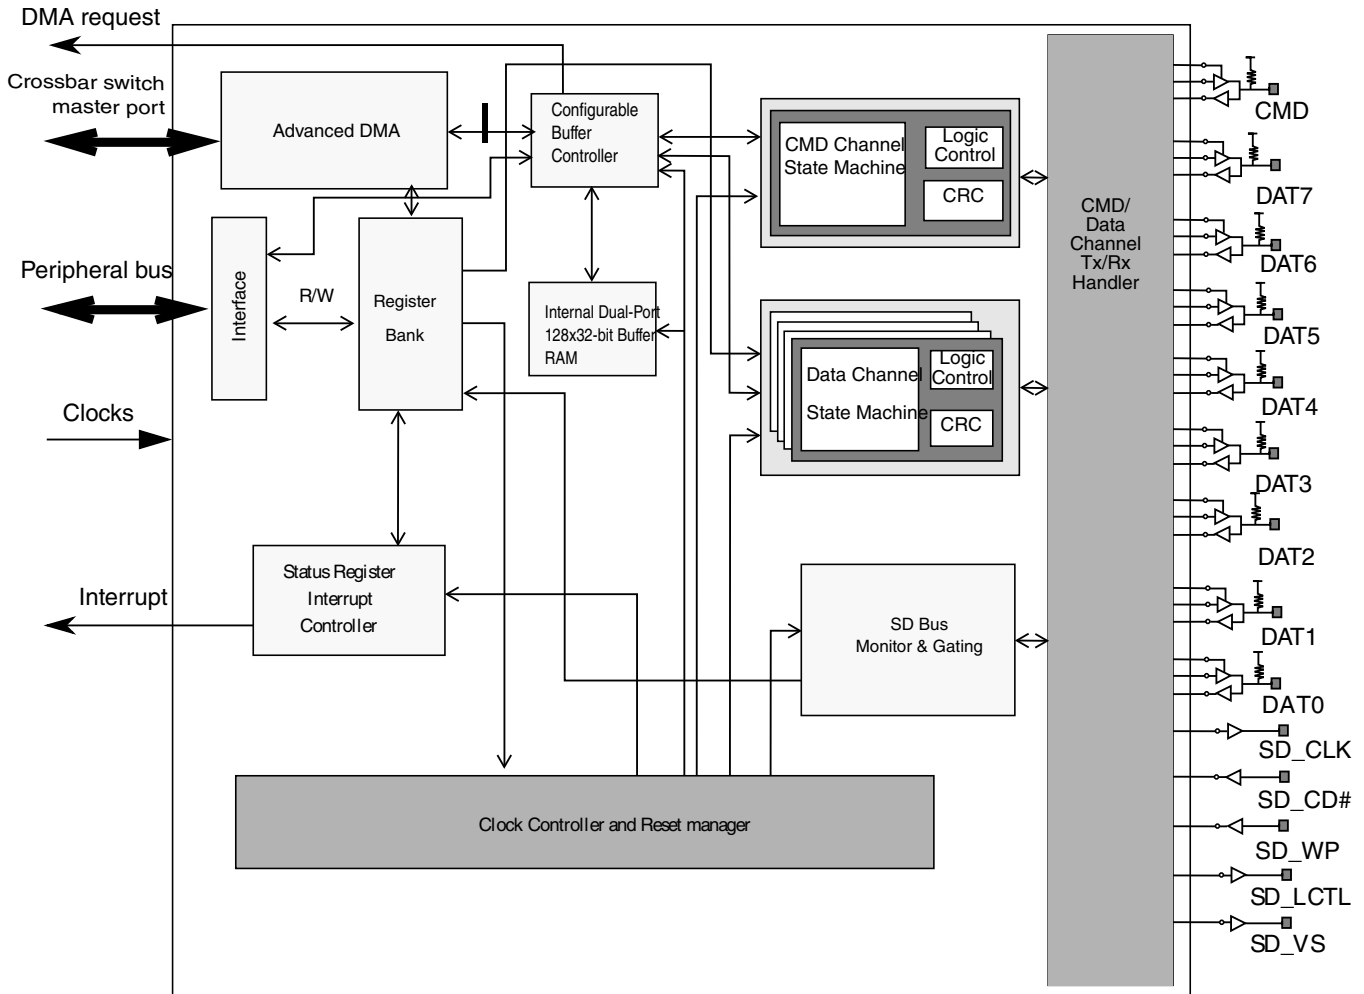 DMA request
Crossbar switch
master port
Advanced DMA
Configurable
Buffer
Controller
CMD Channel
State Machine
Logic
Control
CRC
CMD/
Data
Channel
Tx/Rx
Handler
CMD
DAT7
DAT6
DAT5
DAT4
DAT3
DAT2
DAT1
DAT0
SD_CLK
SD_CD#
SD_WP
SD_LCTL
SD_VS
Peripheral bus
Interface
R/W
Register
Bank
Internal Dual-Port
128x32-bit Buffer
RAM
Data Channel
State Machine
Logic
Control
CRC
Clocks
Interrupt
Status Register
Interrupt
Controller
SD Bus
Monitor & Gating
Clock Controller and Reset manager